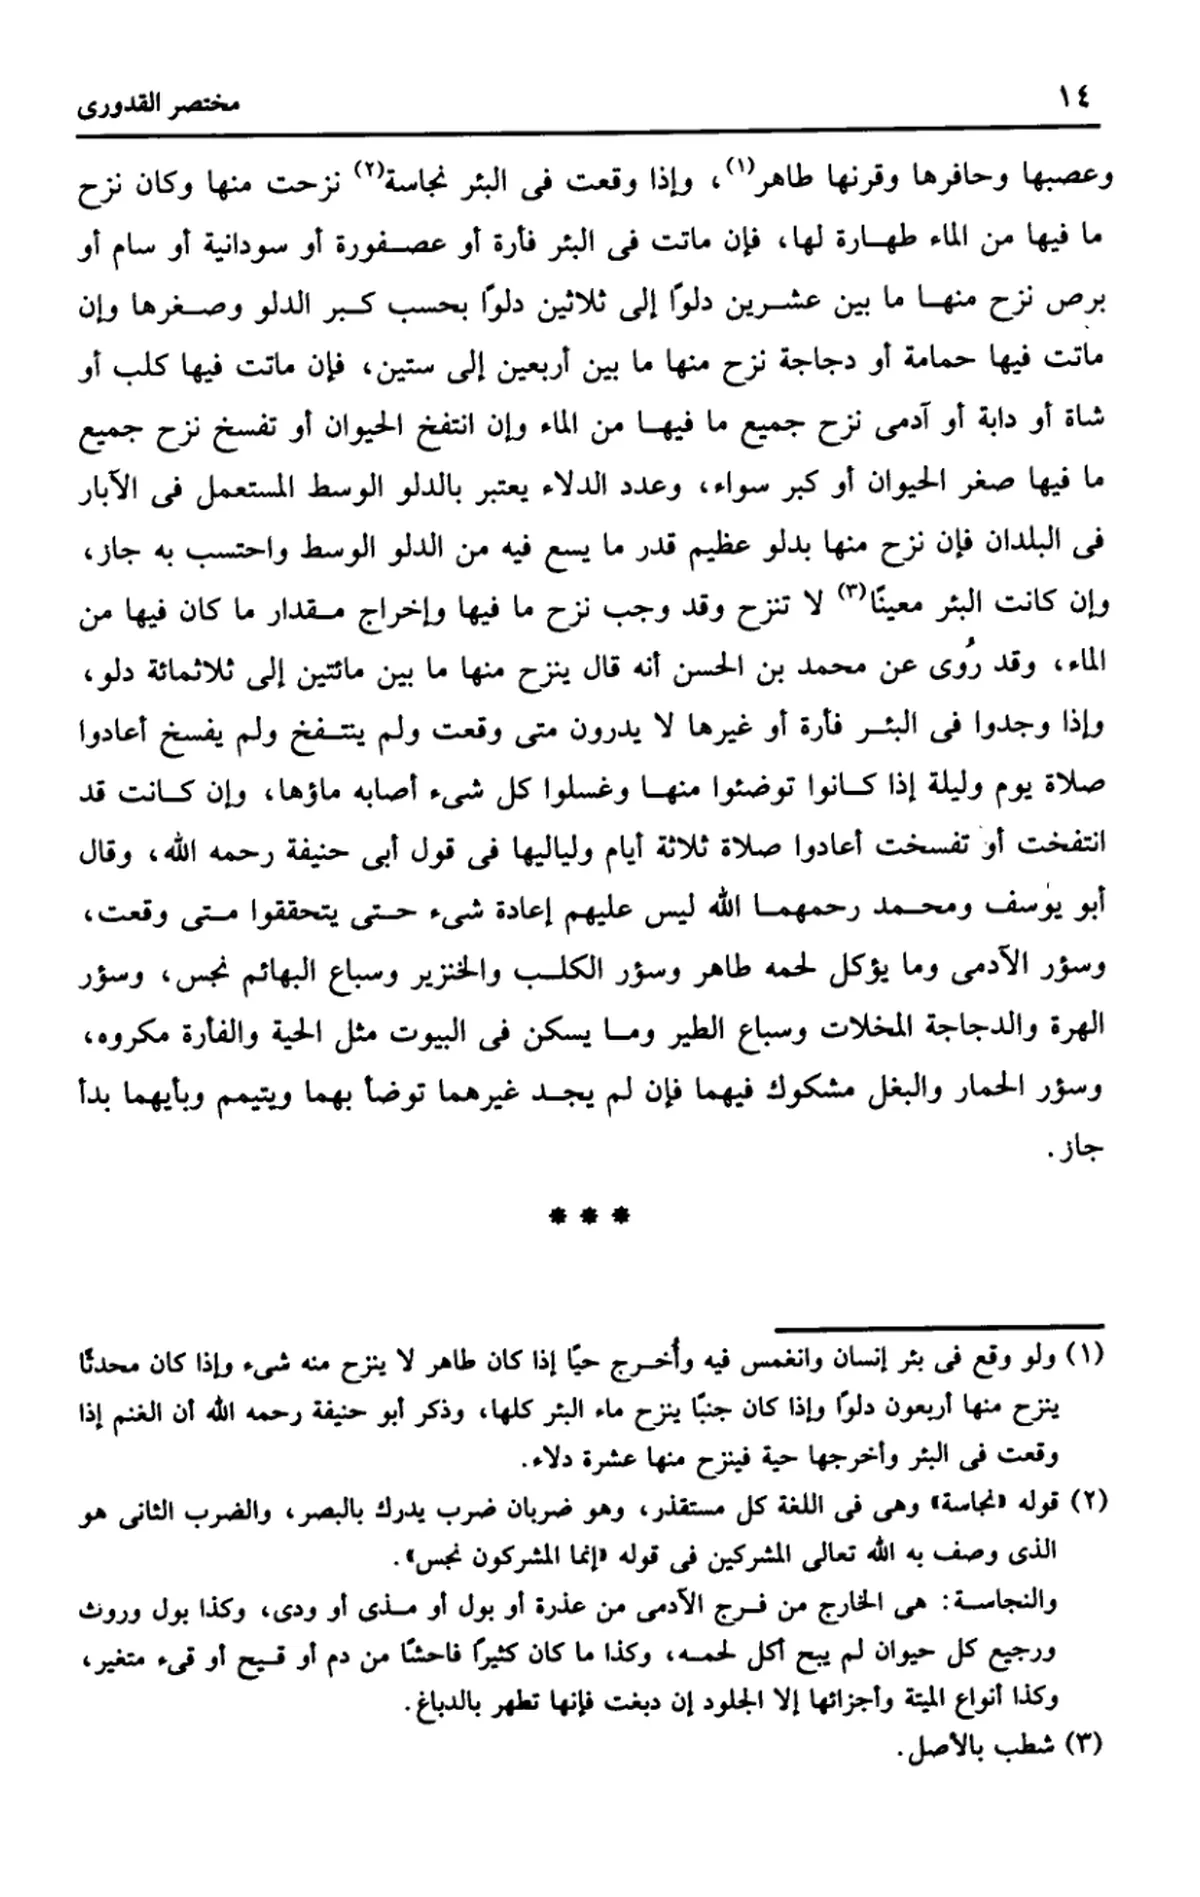 ١٤
مختصر القدورى
وعصبها وحافرها وقرنها طاهر(١)، وإذا وقعت فى البئر نجاسة(٢) نزحت منها وكان نزح
ما فيها من الماء طهارة لها، فإن ماتت فى البئر فأرة أو عصفورة أو سودانية أو سام أو
برص نزح منها ما بين عشرين دلوًا إلى ثلاثين دلوًا بحسب كبر الدلو وصغرها وإن
ماتت فيها حمامة أو دجاجة نزح منها ما بين أربعين إلى ستين، فإن ماتت فيها كلب أو
شاة أو دابة أو آدمى نزح جميع ما فيها من الماء وإن انتفخ الحيوان أو تفسخ نزح جميع
ما فيها صغر الحيوان أو كبر سواء، وعدد الدلاء يعتبر بالدلو الوسط المستعمل فى الآبار
فى البلدان فإن نزح منها بدلو عظيم قدر ما يسع فيه من الدلو الوسط واحتسب به جاز،
وإن كانت البئر معينًا(٣) لا تنزح وقد وجب نزح ما فيها وإخراج مقدار ما كان فيها من
الماء، وقد رُوى عن محمد بن الحسن أنه قال ينزح منها ما بين مائتين إلى ثلاثمائة دلو،
وإذا وجدوا فى البئر فأرة أو غيرها لا يدرون متى وقعت ولم ينتفخ ولم يفسخ أعادوا
صلاة يوم وليلة إذا كانوا توضئوا منها وغسلوا كل شىء أصابه ماؤها، وإن كانت قد
انتفخت أو تفسخت أعادوا صلاة ثلاثة أيام ولياليها فى قول أبى حنيفة رحمه الله، وقال
أبو يوسف ومحمد رحمهما الله ليس عليهم إعادة شىء حتى يتحققوا متى وقعت،
وسؤر الآدمى وما يؤكل لحمه طاهر وسؤر الكلب والخنزير وسباع البهائم نجس، وسؤر
الهرة والدجاجة المخلات وسباع الطير وما يسكن فى البيوت مثل الحية والفأرة مكروه،
وسؤر الحمار والبغل مشكوك فيهما فإن لم يجد غيرهما توضأ بهما ويتيمم وبأيهما بدأ
جاز.
* * *
(١) ولو وقع فى بئر إنسان وانغمس فيه وأُخرج حيًا إذا كان طاهر لا ينزح منه شىء وإذا كان محدثًا
ينزح منها أربعون دلوًا وإذا كان جنبًا ينزح ماء البئر كلها، وذكر أبو حنيفة رحمه الله أن الغنم إذا
وقعت فى البئر وأخرجها حية فينزح منها عشرة دلاء.
(٢) قوله «نجاسة» وهى فى اللغة كل مستقذر، وهو ضربان ضرب يدرك بالبصر، والضرب الثانى هو
الذى وصف به الله تعالى المشركين فى قوله «إنما المشركون نجس».
والنجاسة: هى الخارج من فرج الآدمى من عذرة أو بول أو مذى أو ودى، وكذا بول وروث
ورجيع كل حيوان لم يبح أكل لحمه، وكذا ما كان كثيرًا فاحشًا من دم أو قيح أو قىء متغير،
وكذا أنواع الميتة وأجزائها إلا الجلود إن دبغت فإنها تطهر بالدباغ.
(٣) شطب بالأصل.